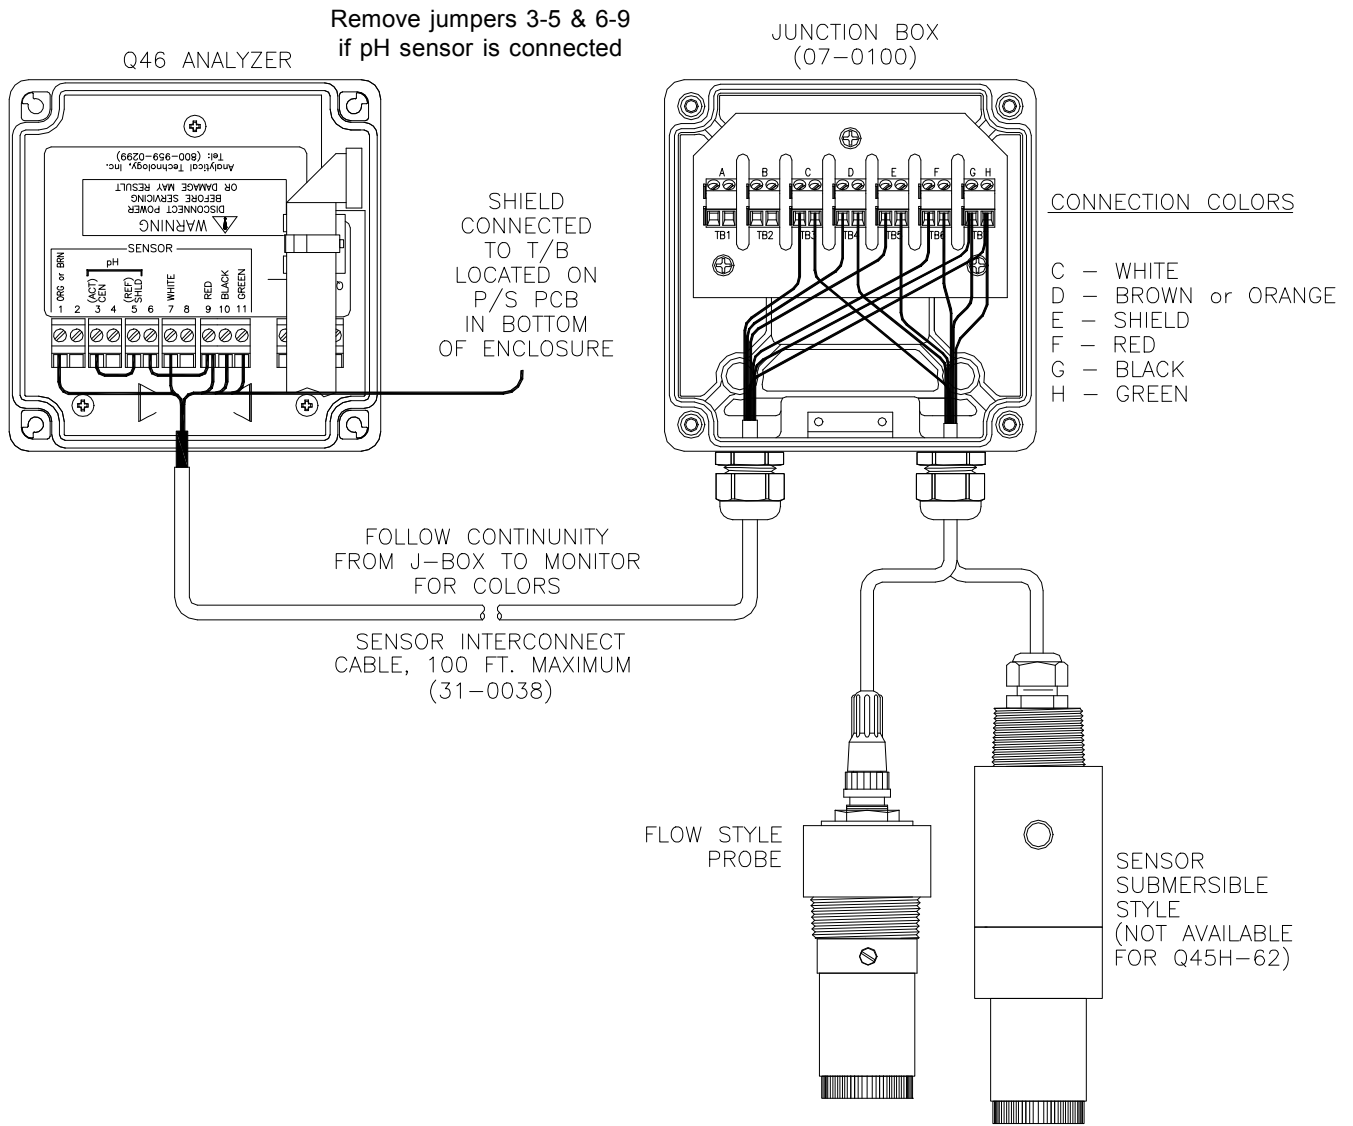 Remove jumpers 3-5 & 6-9
if pH sensor is connected
Q46 ANALYZER
JUNCTION BOX
(07-0100)
Analytical Technology, Inc.
Tel: (800-959-0299)
WARNING
DISCONNECT POWER
BEFORE SERVICING
OR DAMAGE MAY RESULT
SENSOR
pH
ORG or BRN
(ACT)
CEN
(REF)
SHLD
WHITE
RED
BLACK
GREEN
1 2 3 4 5 6 7 8 9 10 11
SHIELD
CONNECTED
TO T/B
LOCATED ON
P/S PCB
IN BOTTOM
OF ENCLOSURE
A B C D E F G H
TB1 TB2 TB3 TB4 TB5 TB6
CONNECTION COLORS
C - WHITE
D - BROWN or ORANGE
E - SHIELD
F - RED
G - BLACK
H - GREEN
FOLLOW CONTINUNITY
FROM J-BOX TO MONITOR
FOR COLORS
SENSOR INTERCONNECT
CABLE, 100 FT. MAXIMUM
(31-0038)
FLOW STYLE
PROBE
SENSOR
SUBMERSIBLE
STYLE
(NOT AVAILABLE
FOR Q45H-62)